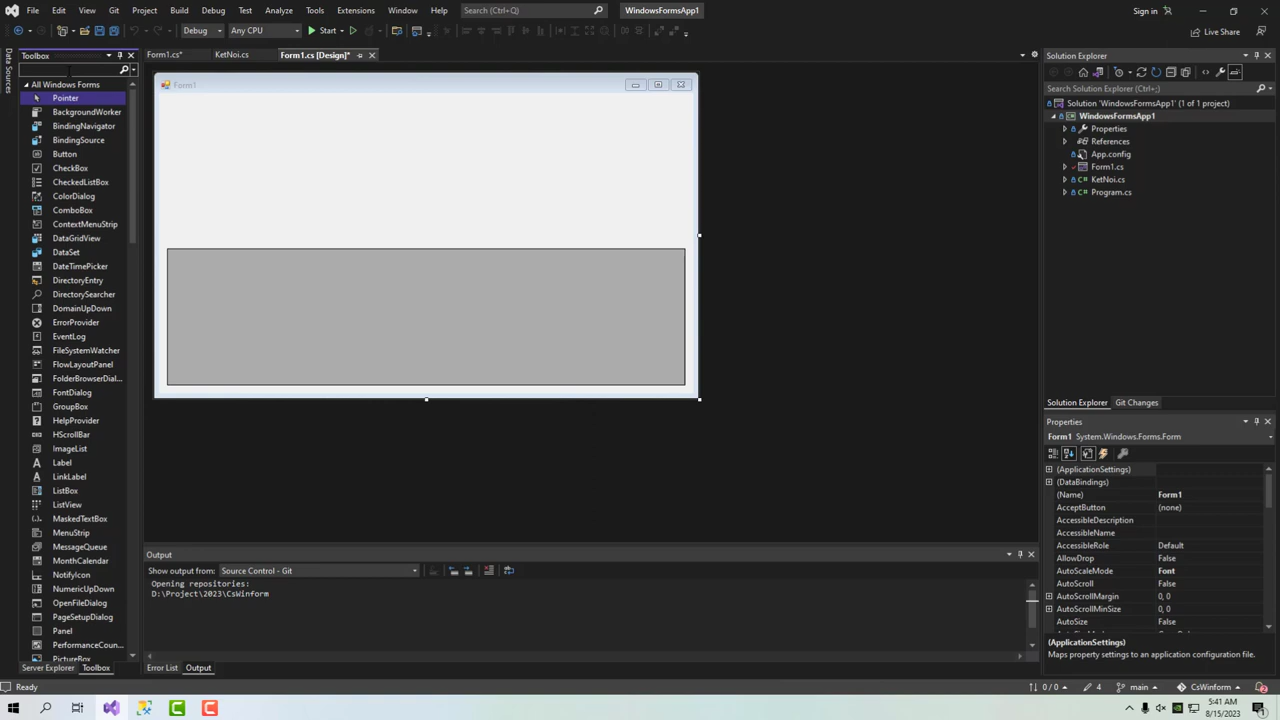 File Edit View Git Project Build Debug Test Analyze Tools Extensions Window Help Search (Ctrl+Q) WindowsFormsApp1 Sign in
Debug Any CPU Start Live Share
Data Sources
Toolbox
Form1.cs* KetNoi.cs Form1.cs [Design]*
Solution Explorer
All Windows Forms
Pointer
BackgroundWorker
BindingNavigator
BindingSource
Button
CheckBox
CheckedListBox
ColorDialog
ComboBox
ContextMenuStrip
DataGridView
DataSet
DateTimePicker
DirectoryEntry
DirectorySearcher
DomainUpDown
ErrorProvider
EventLog
FileSystemWatcher
FlowLayoutPanel
FolderBrowserDial...
FontDialog
GroupBox
HelpProvider
HScrollBar
ImageList
Label
LinkLabel
ListBox
ListView
MaskedTextBox
MenuStrip
MessageQueue
MonthCalendar
NotifyIcon
NumericUpDown
OpenFileDialog
PageSetupDialog
Panel
PerformanceCoun...
PictureBox
Server Explorer Toolbox
Form1
Output
Show output from: Source Control - Git
Opening repositories:
D:\Project\2023\CsWinform
Error List Output
Search Solution Explorer (Ctrl+;)
Solution 'WindowsFormsApp1' (1 of 1 project)
WindowsFormsApp1
Properties
References
App.config
Form1.cs
KetNoi.cs
Program.cs
Solution Explorer Git Changes
Properties
Form1 System.Windows.Forms.Form
(ApplicationSettings)
(DataBindings)
(Name) Form1
AcceptButton (none)
AccessibleDescription
AccessibleName
AccessibleRole Default
AllowDrop False
AutoScaleMode Font
AutoScroll False
AutoScrollMargin 0, 0
AutoScrollMinSize 0, 0
AutoSize False
(ApplicationSettings)
Maps property settings to an application configuration file.
Ready 0 / 0 4 main CsWinform 2
5:41 AM
8/15/2023